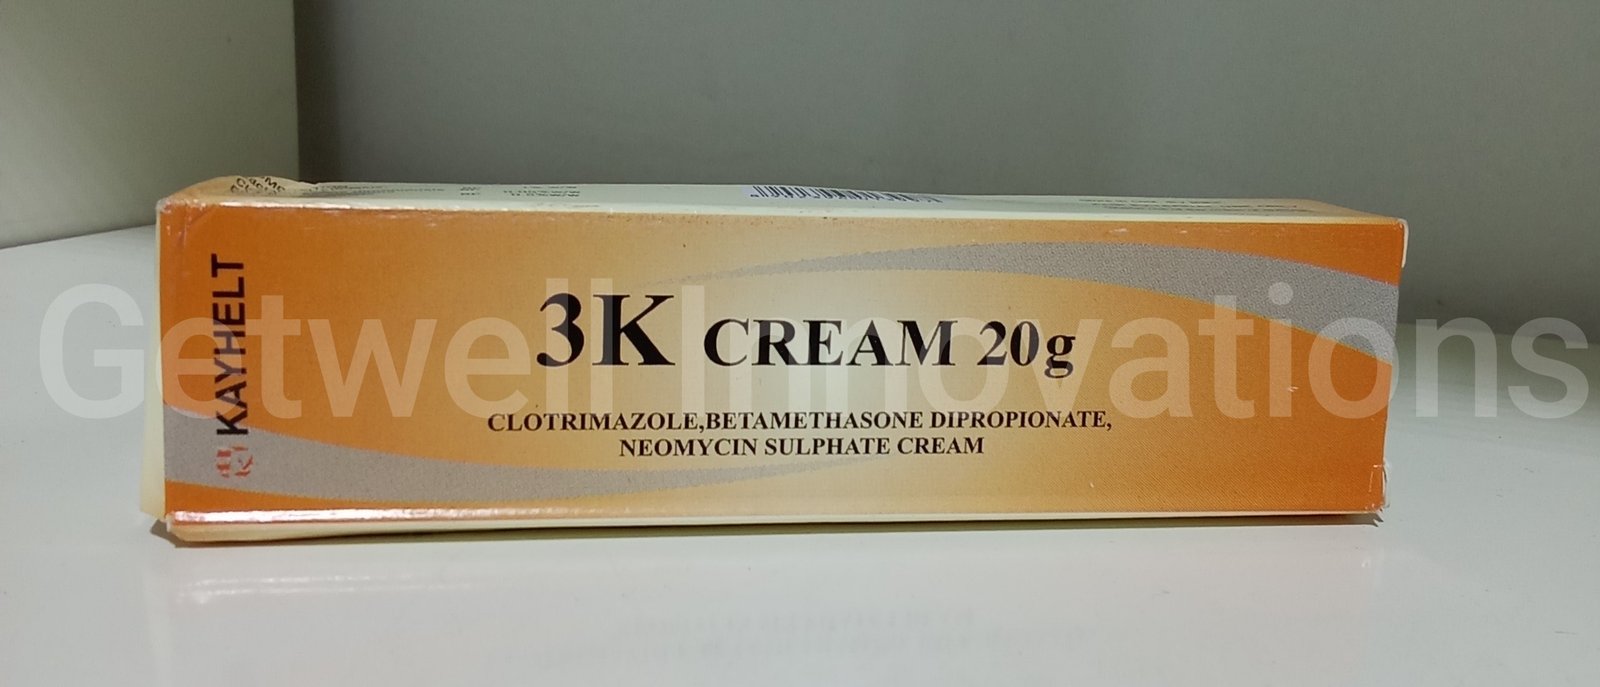 KAYHELT
3K CREAM 20g
CLOTRIMAZOLE,BETAMETHASONE DIPROPIONATE,
NEOMYCIN SULPHATE CREAM
Getwell Innovations